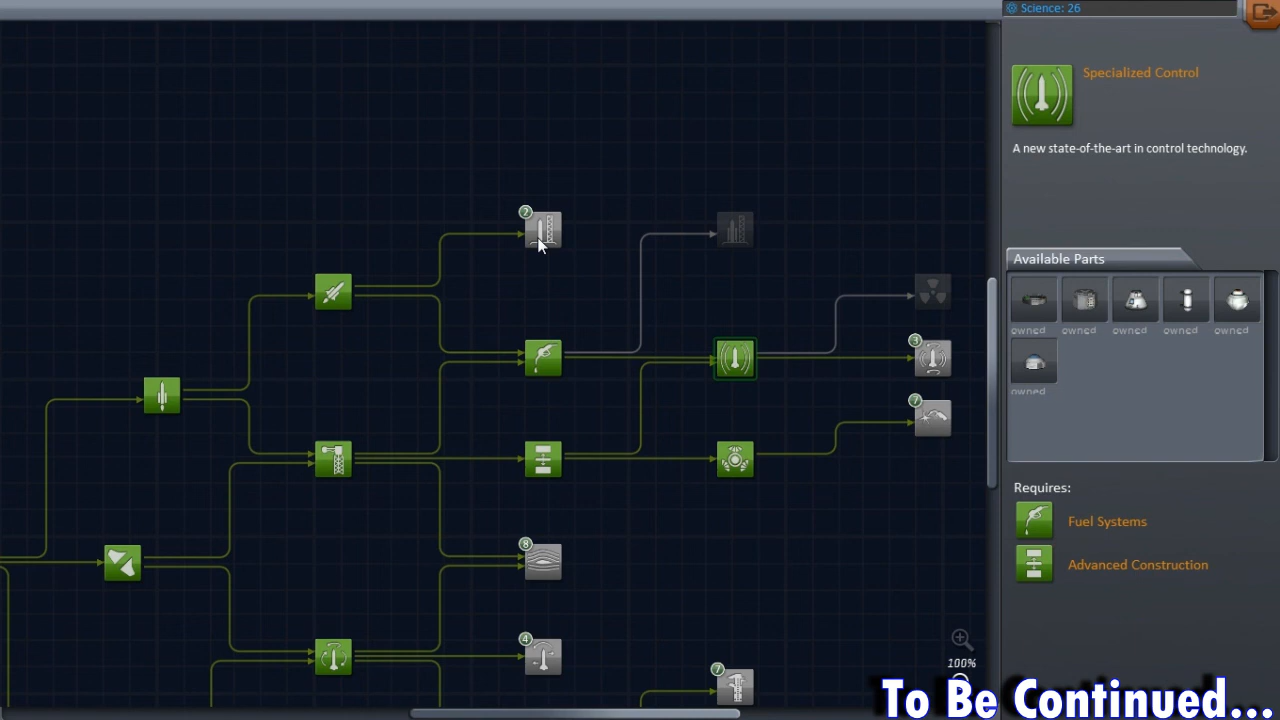 Science: 26
Specialized Control
A new state-of-the-art in control technology.
Available Parts
owned owned owned owned owned
owned
Requires:
Fuel Systems
Advanced Construction
2
3
7
8
4
7
100%
To Be Continued...